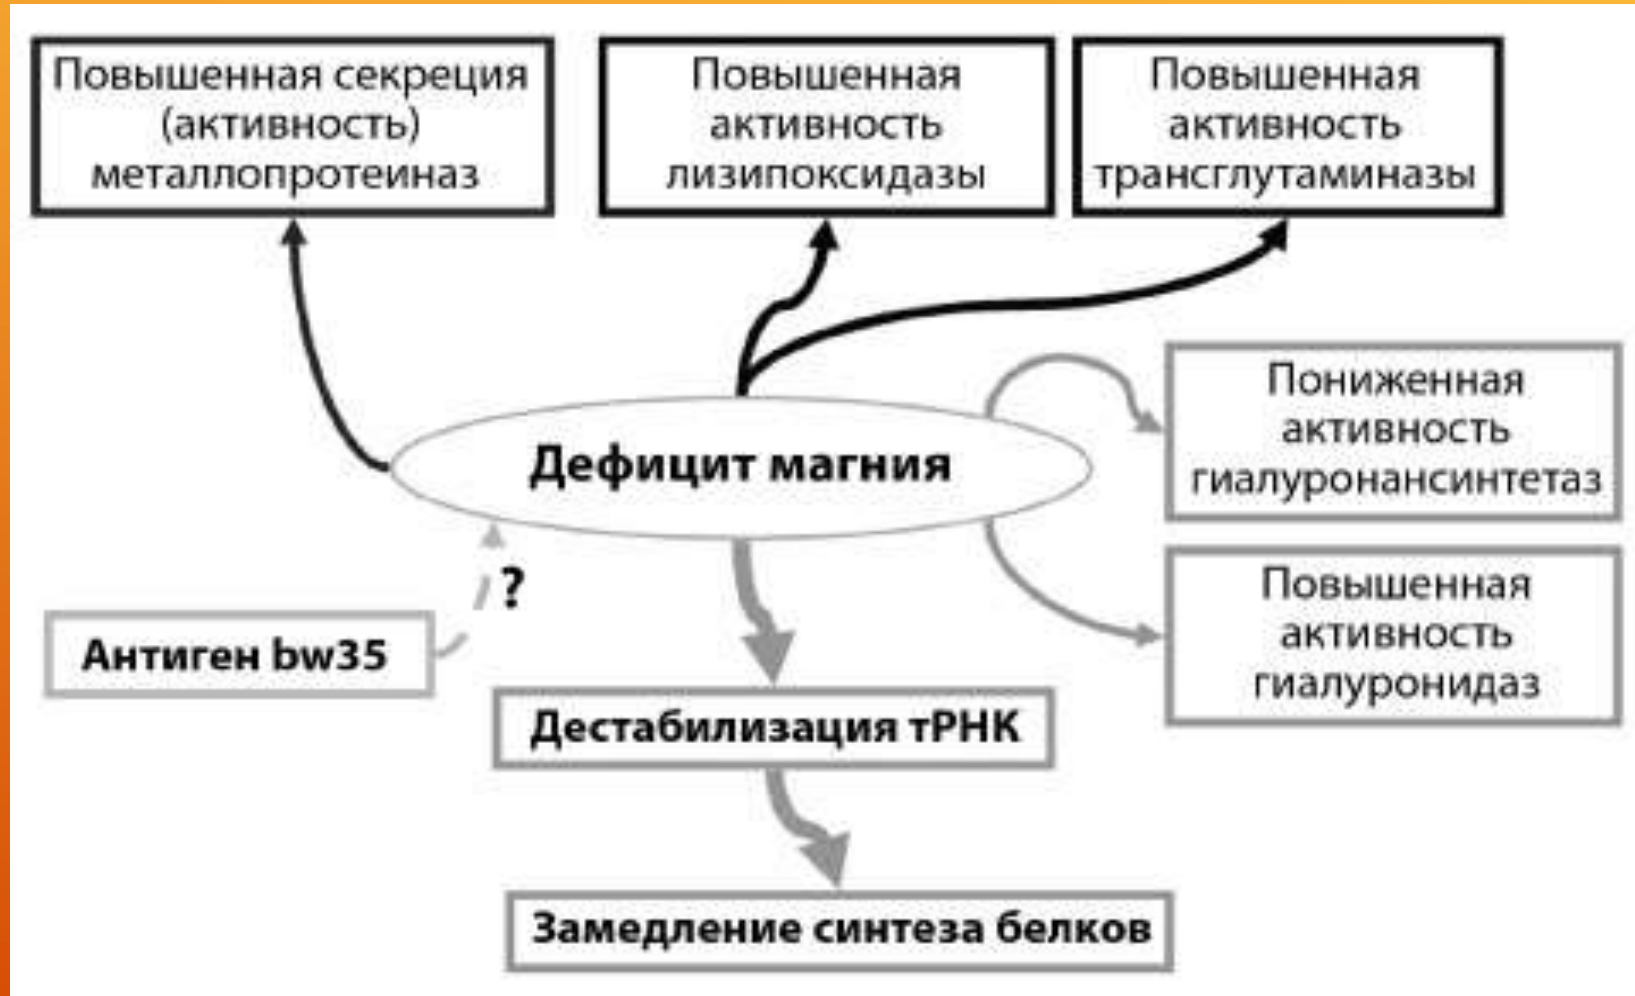 Повышенная секреция
(активность)
металлопротеиназ
Повышенная
активность
лизипоксидазы
Повышенная
активность
трансглутаминазы
Дефицит магния
Пониженная
активность
гиалуронансинтетаз
Повышенная
активность
гиалуронидаз
?
Антиген bw35
Дестабилизация тРНК
Замедление синтеза белков